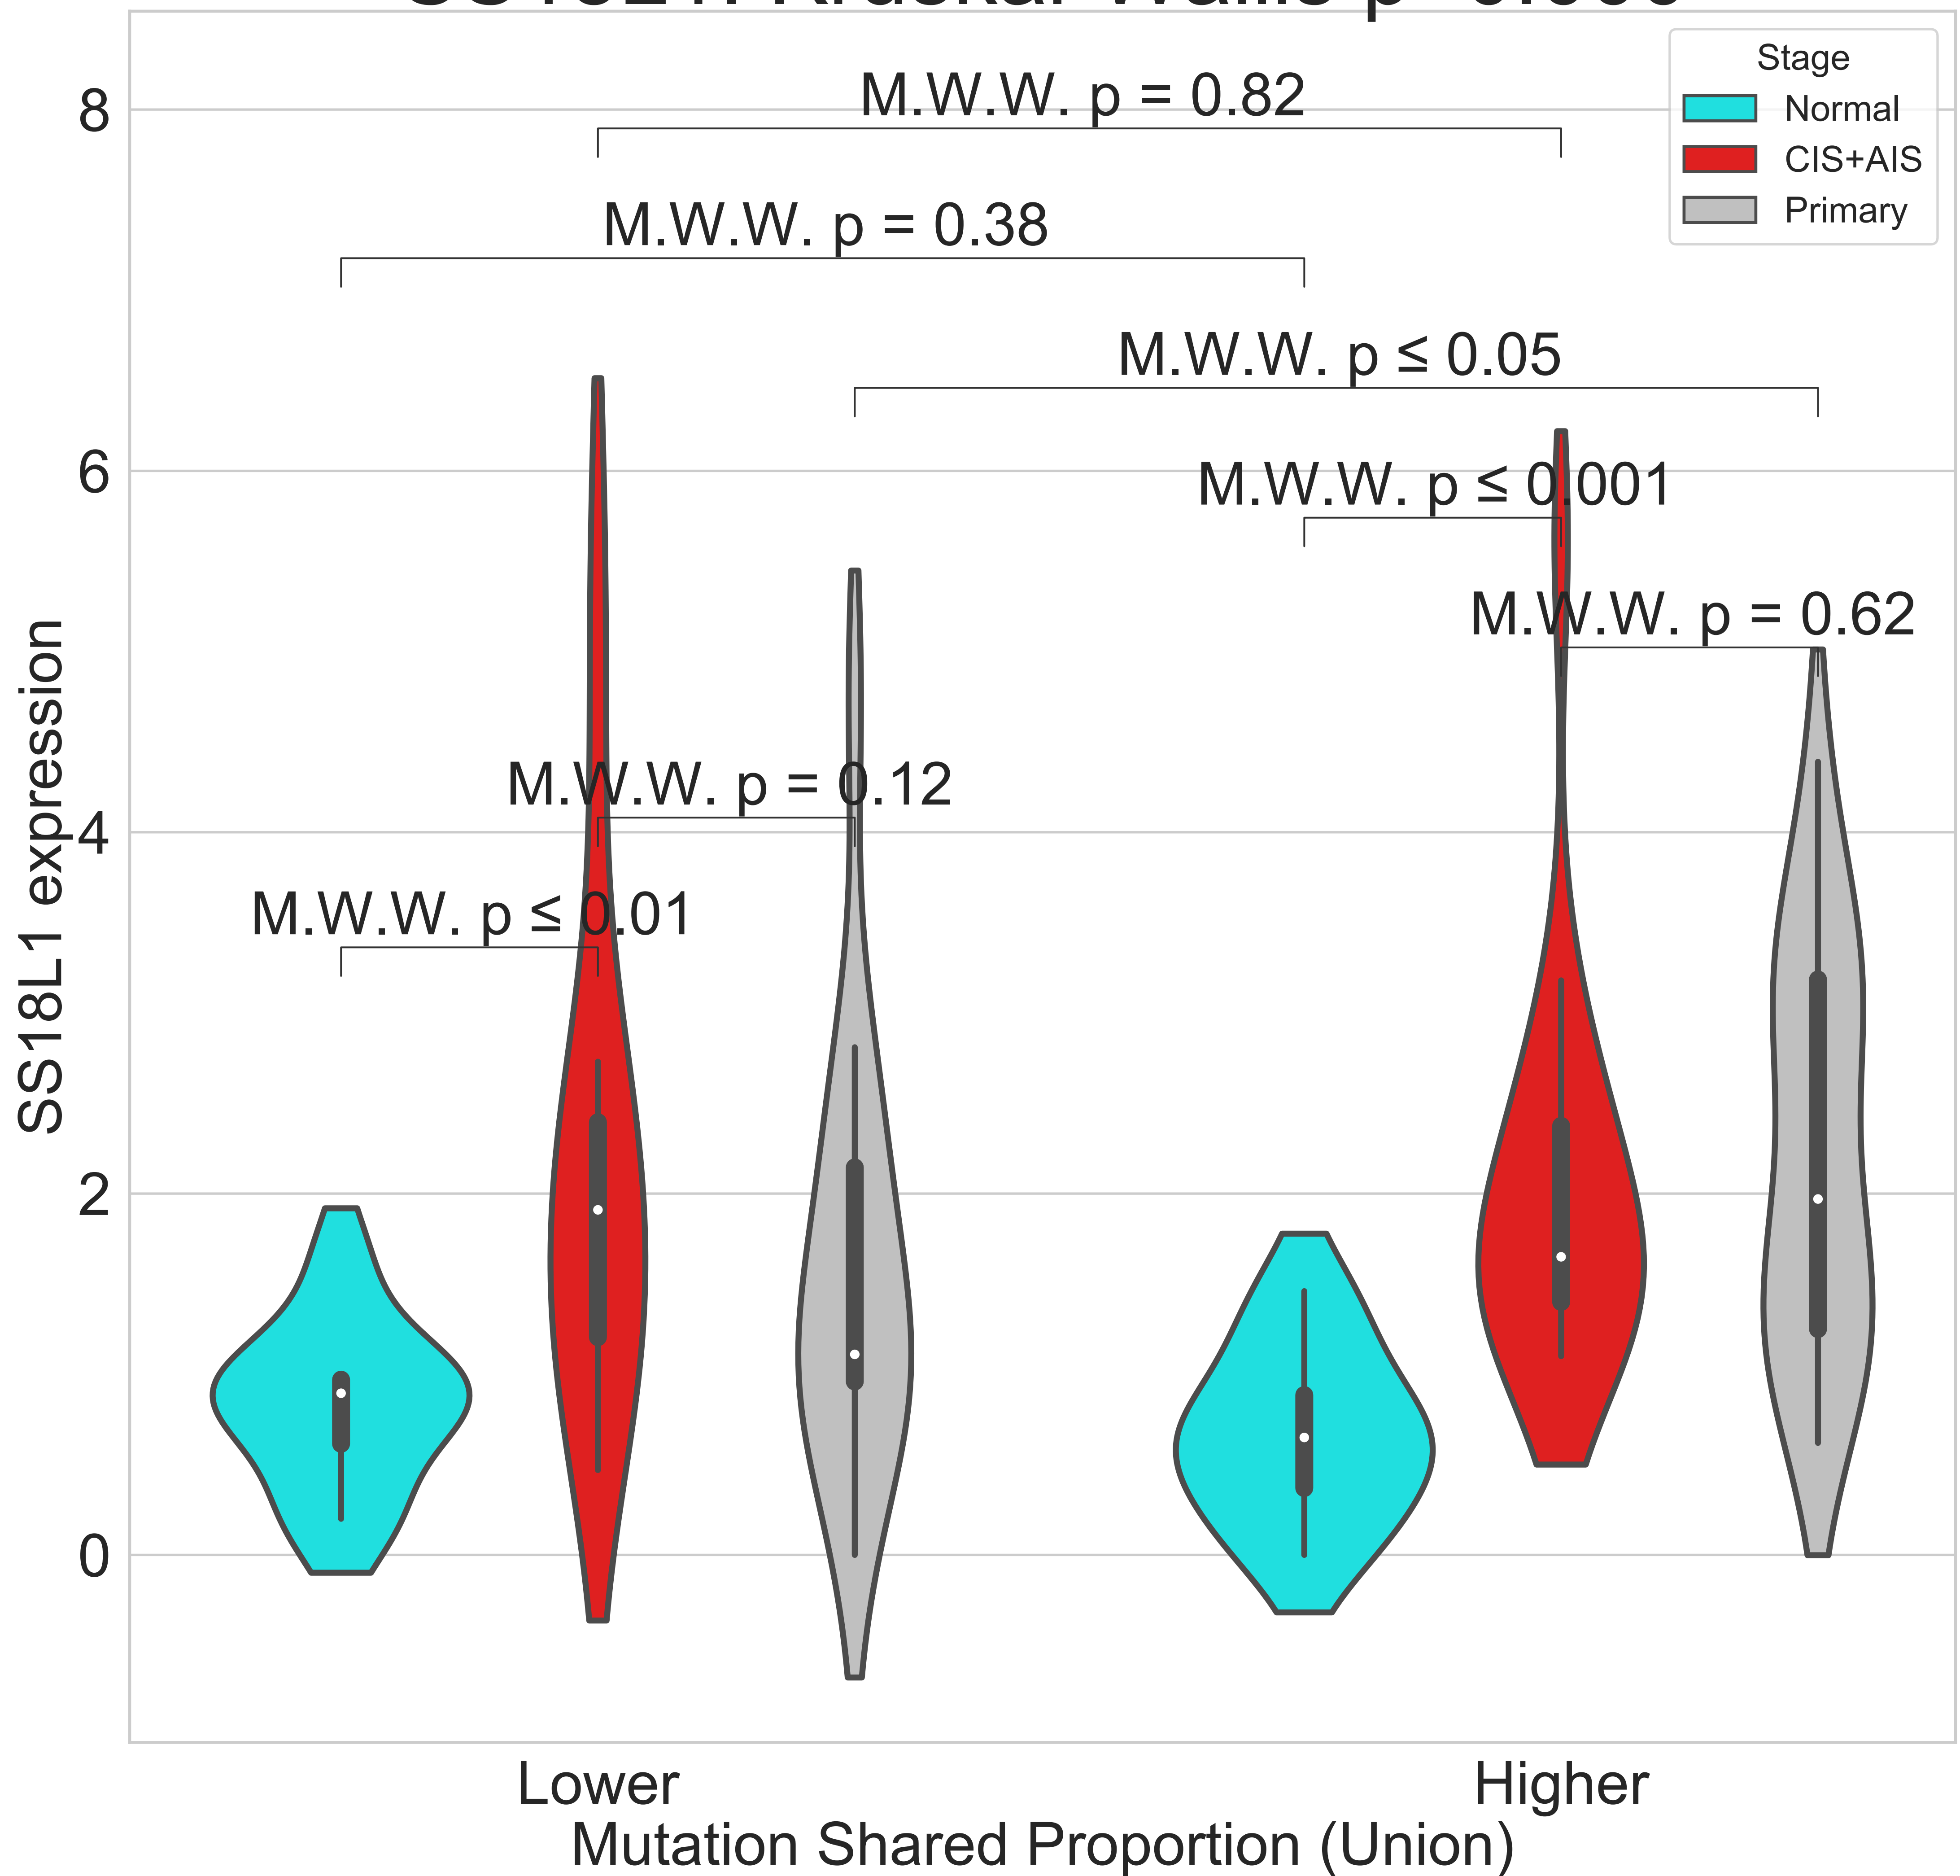 Stage
Normal
CIS+AIS
Primary
M.W.W. p = 0.82
M.W.W. p = 0.38
M.W.W. p ≤ 0.05
M.W.W. p ≤ 0.001
M.W.W. p = 0.62
M.W.W. p = 0.12
M.W.W. p ≤ 0.01
8
6
4
2
0
SS18L1 expression
Lower
Higher
Mutation Shared Proportion (Union)